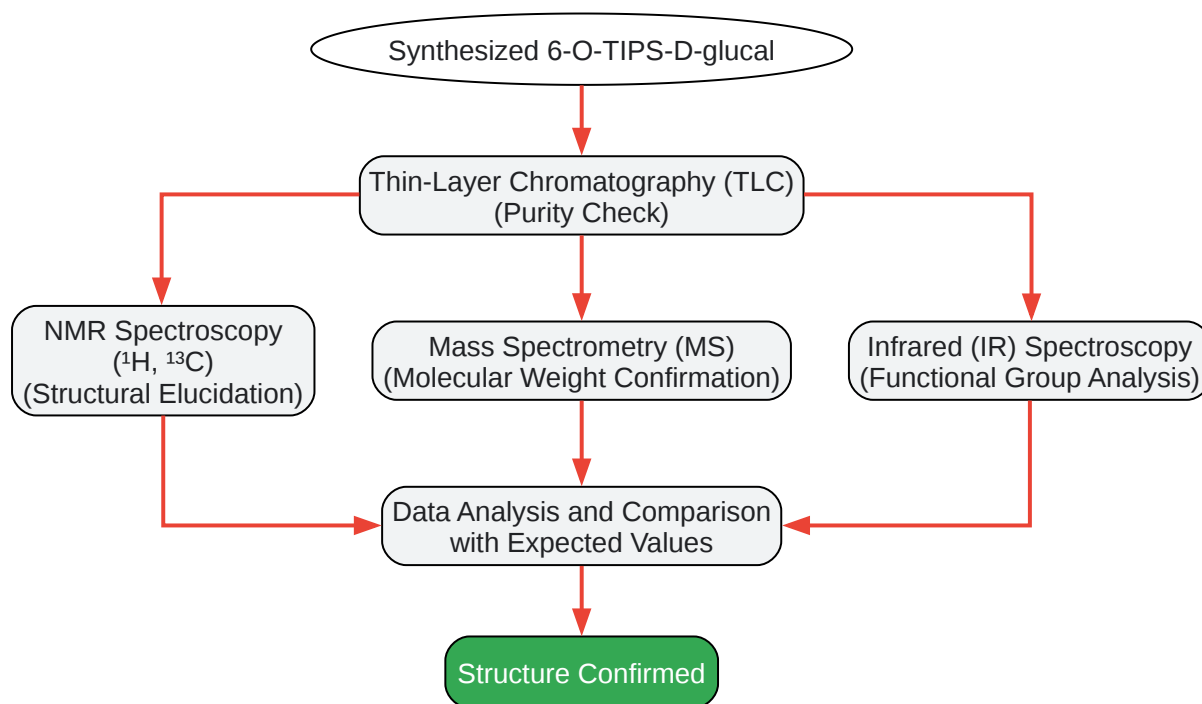 Synthesized 6-O-TIPS-D-glucal
Thin-Layer Chromatography (TLC)
(Purity Check)
NMR Spectroscopy
(¹H, ¹³C)
(Structural Elucidation)
Mass Spectrometry (MS)
(Molecular Weight Confirmation)
Infrared (IR) Spectroscopy
(Functional Group Analysis)
Data Analysis and Comparison
with Expected Values
Structure Confirmed